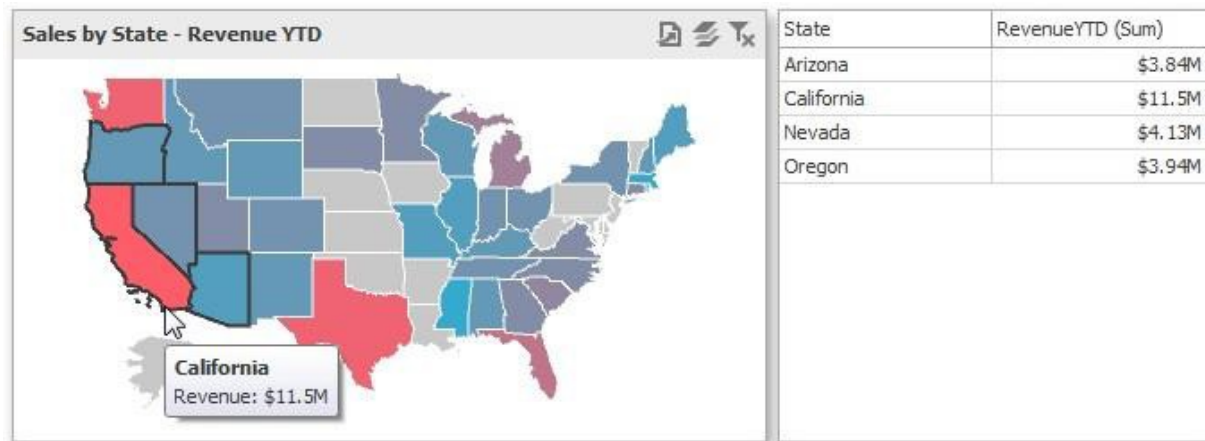 Sales by State - Revenue YTD
State RevenueYTD (Sum)
Arizona $3.84M
California $11.5M
Nevada $4.13M
Oregon $3.94M
California
Revenue: $11.5M